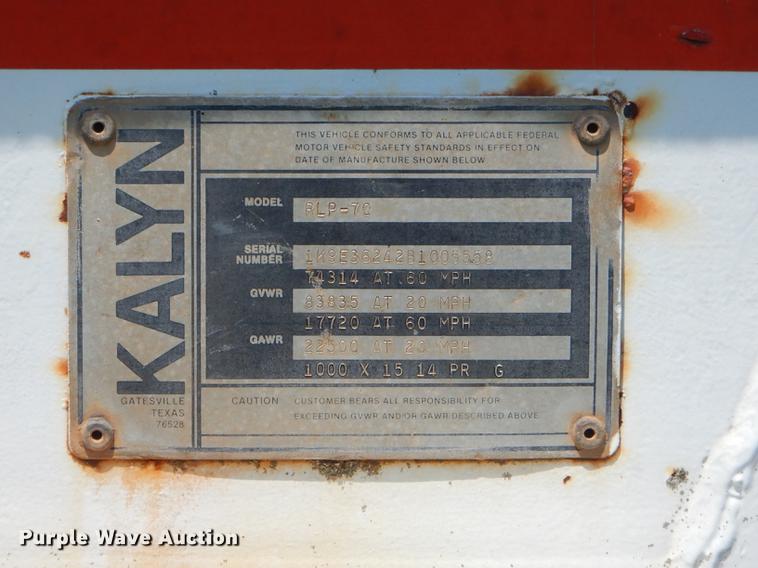 KALYN
GATESVILLE
TEXAS
76528
THIS VEHICLE CONFORMS TO ALL APPLICABLE FEDERAL
MOTOR VEHICLE SAFETY STANDARDS IN EFFECT ON
DATE OF MANUFACTURE SHOWN BELOW
MODEL
SERIAL
NUMBER
74314 AT 60 MPH
GVWR 83835 AT 20 MPH
17720 AT 60 MPH
GAWR AT 20 MPH
1000 X 15 14 PR G
CAUTION CUSTOMER BEARS ALL RESPONSIBILITY FOR
EXCEEDING GVWR AND/OR GAWR DESCRIBED ABOVE
Purple Wave Auction